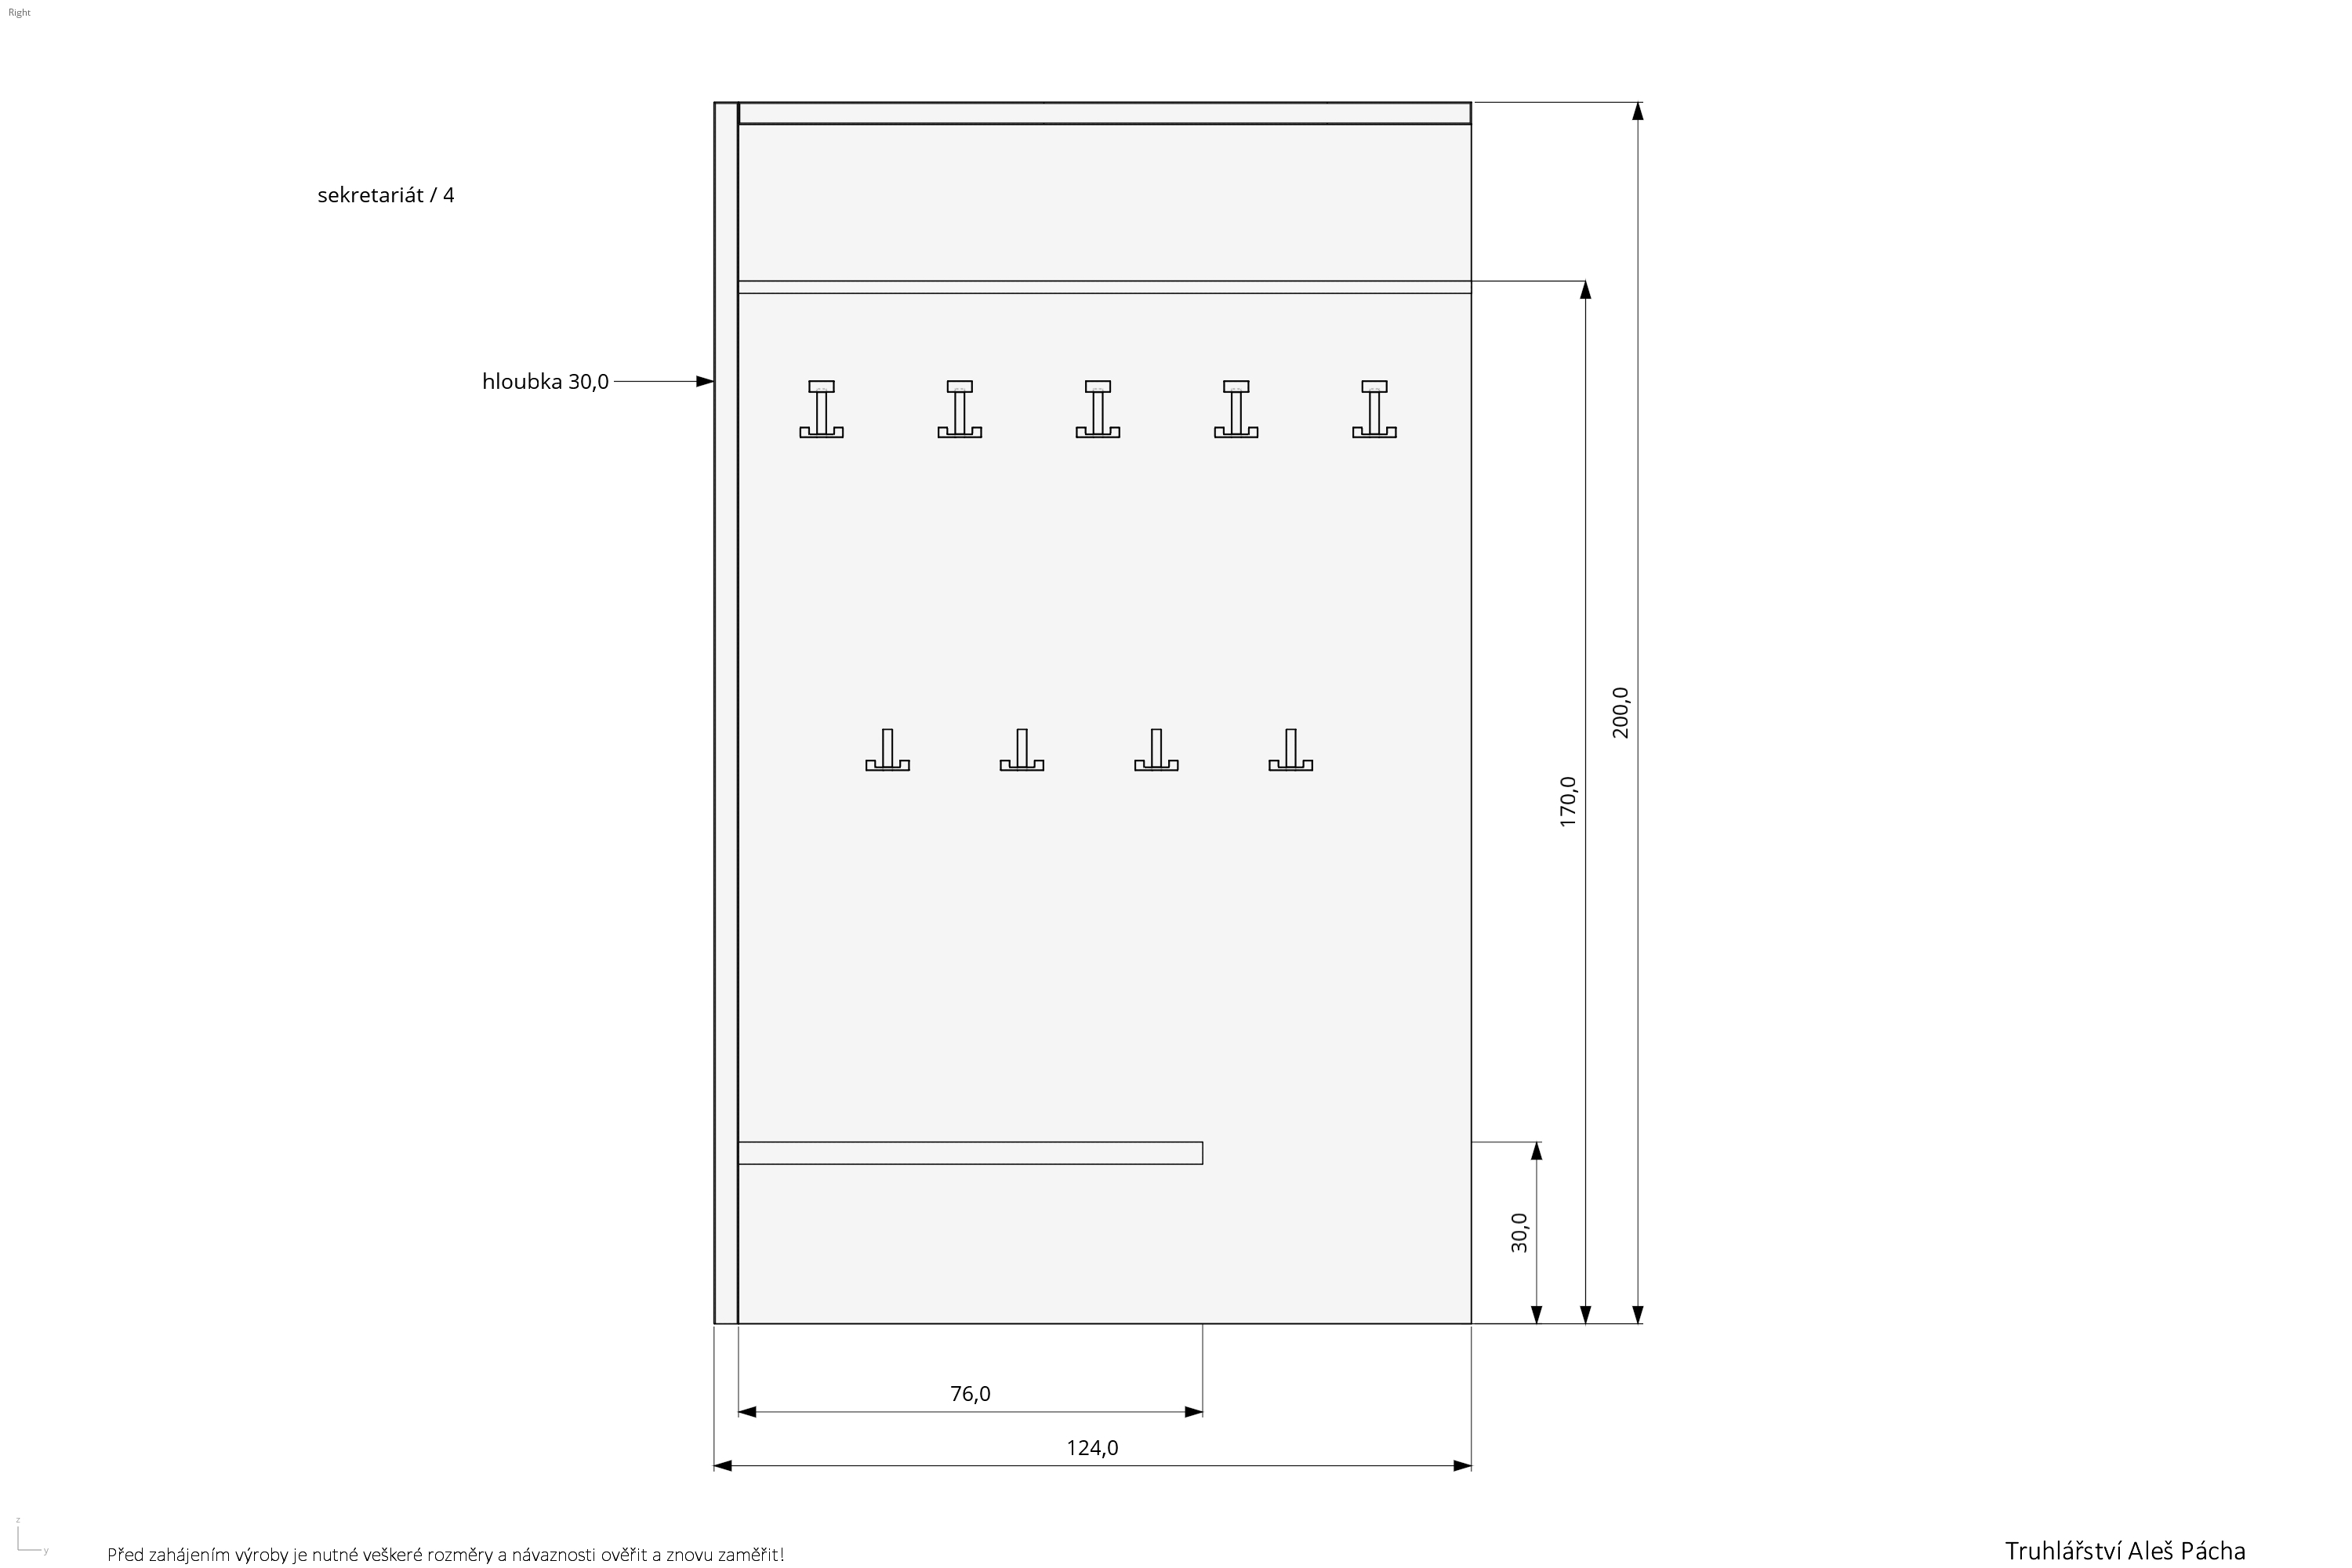 Right
sekretariát / 4
hloubka 30,0
200,0
170,0
30,0
76,0
124,0
z
y
Před zahájením výroby je nutné veškeré rozměry a návaznosti ověřit a znovu zaměřit!
Truhlářství Aleš Pácha